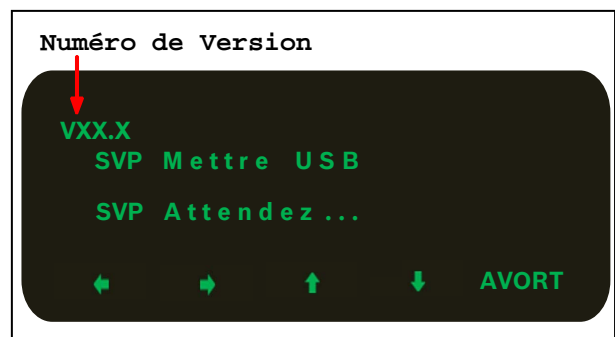 Numéro de Version
VXX.X
SVP Mettre USB
SVP Attendez...
AVORT